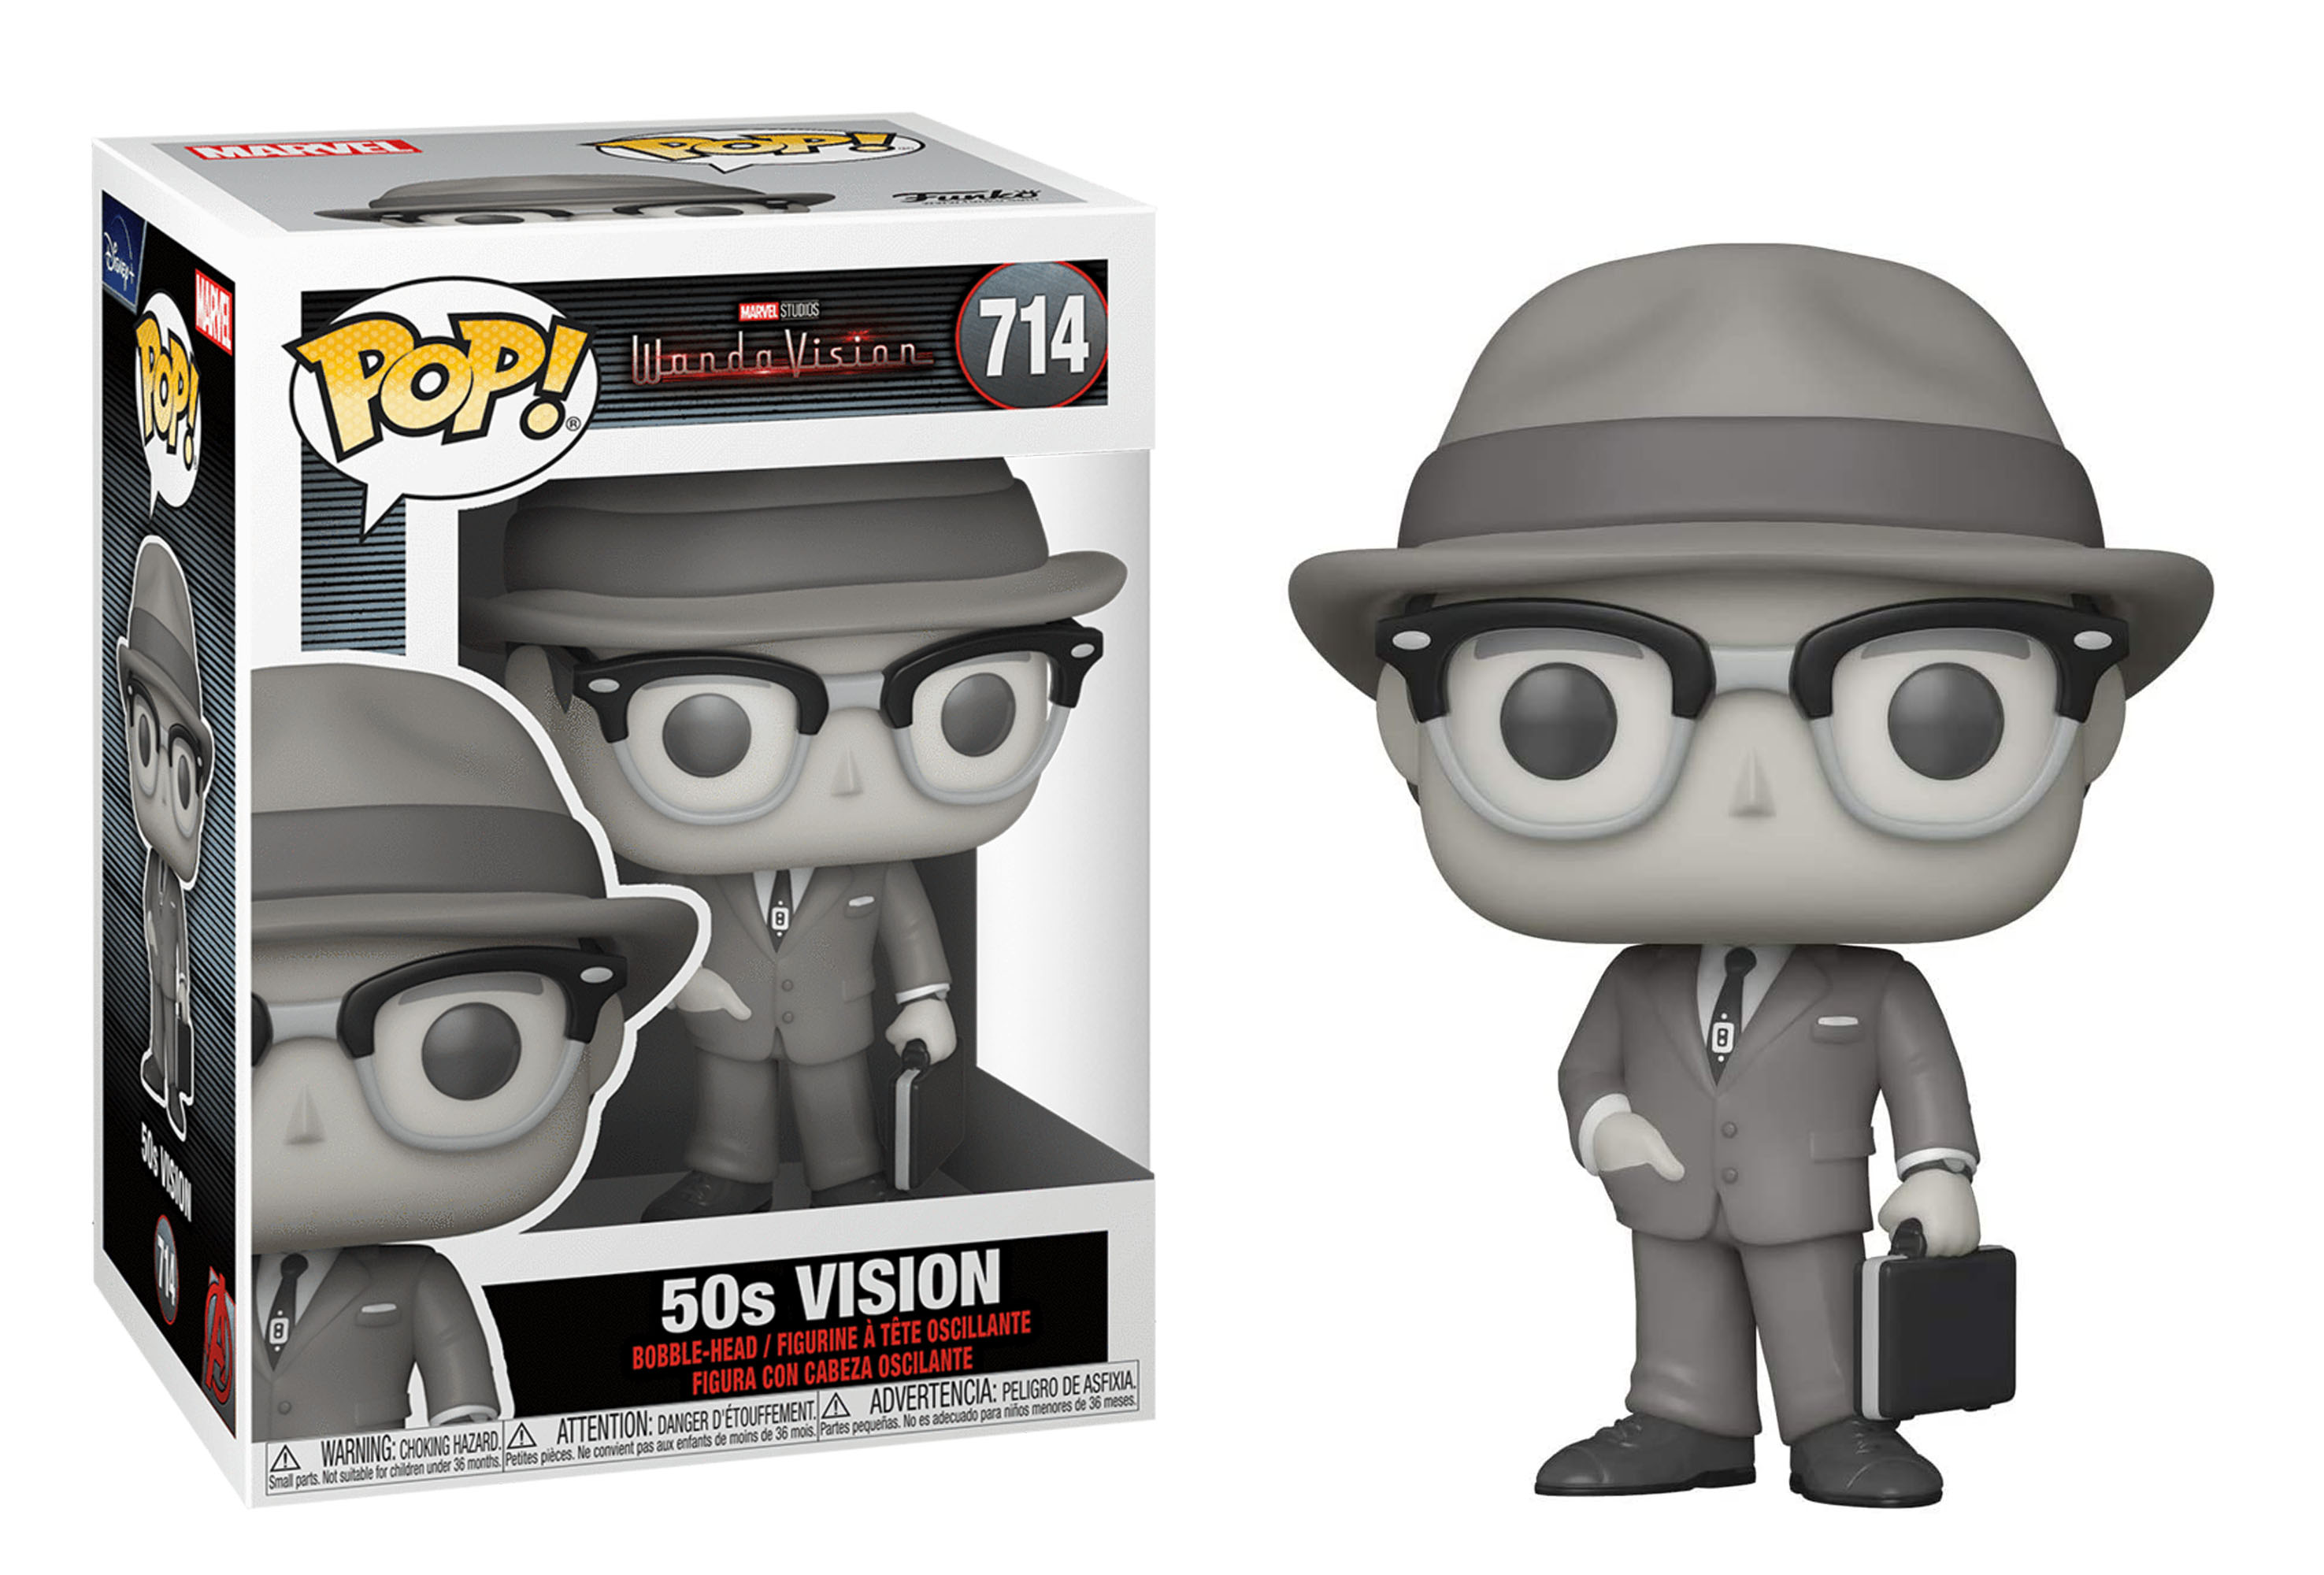 MARVEL
POP!
Funko
Disney+
MARVEL
POP!
50s VISION
714
POP!®
MARVEL STUDIOS
WandaVision
714
50s VISION
BOBBLE-HEAD / FIGURINE À TÊTE OSCILLANTE
FIGURA CON CABEZA OSCILANTE
WARNING: CHOKING HAZARD.
Small parts. Not suitable for children under 36 months.
ATTENTION: DANGER D'ÉTOUFFEMENT.
Petites pièces. Ne convient pas aux enfants de moins de 36 mois.
ADVERTENCIA: PELIGRO DE ASFIXIA.
Partes pequeñas. No es adecuado para niños menores de 36 meses.